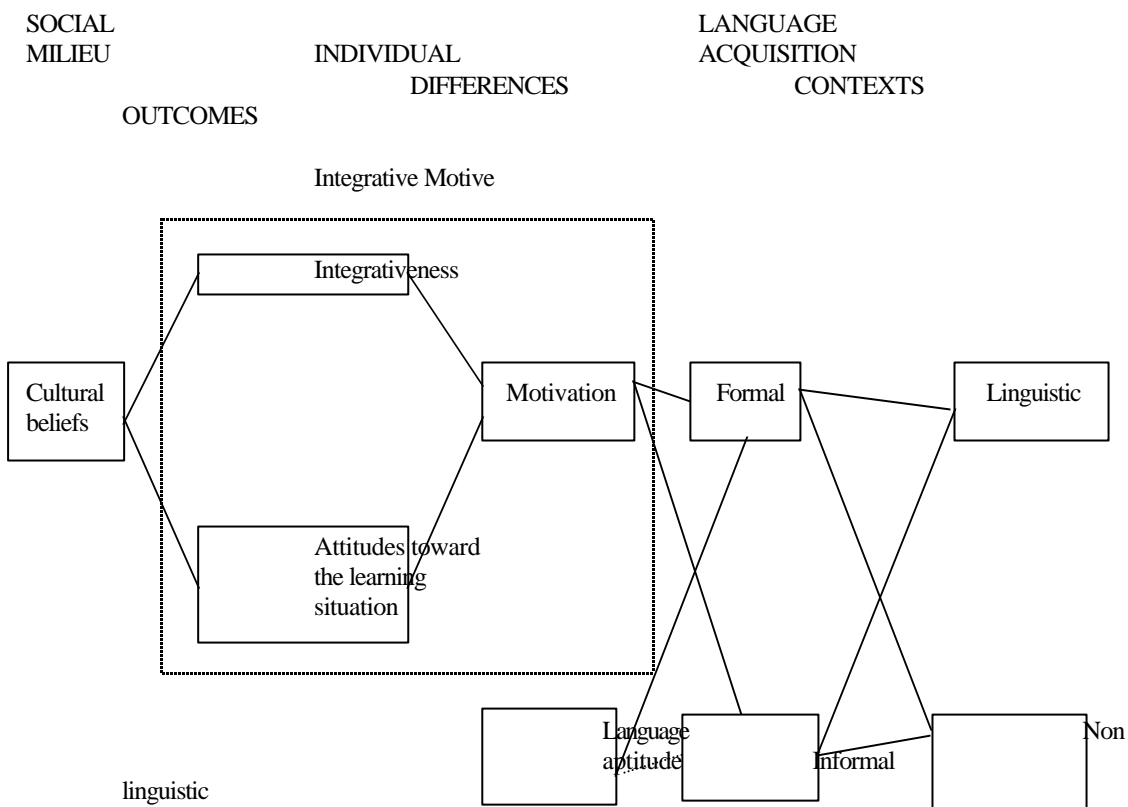 SOCIAL LANGUAGE
MILIEU INDIVIDUAL ACQUISITION
DIFFERENCES CONTEXTS
OUTCOMES
Integrative Motive
Integrativeness
Cultural
beliefs
Motivation
Formal
Linguistic
Attitudes toward
the learning
situation
Language
aptitude
Informal
Non
linguistic